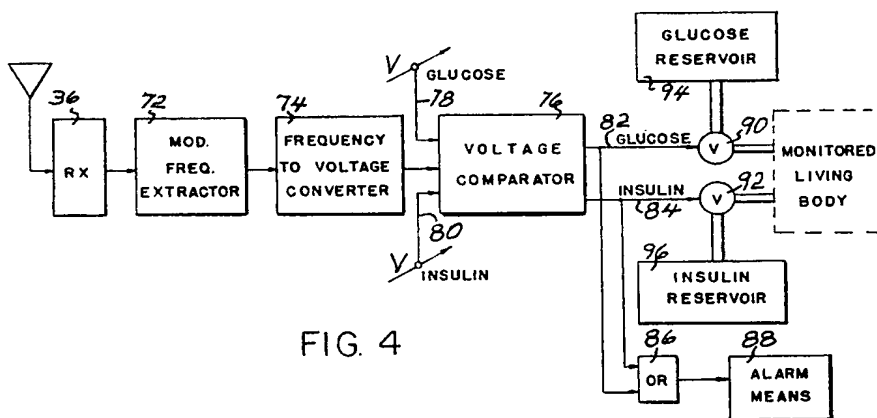 GLUCOSE
RESERVOIR
94
V
GLUCOSE
78
36
RX
72
MOD.
FREQ.
EXTRACTOR
74
FREQUENCY
TO VOLTAGE
CONVERTER
76
VOLTAGE
COMPARATOR
82
GLUCOSE
90
V
MONITORED
LIVING
BODY
INSULIN
84
92
V
80
V
INSULIN
96
INSULIN
RESERVOIR
86
OR
88
ALARM
MEANS
FIG. 4